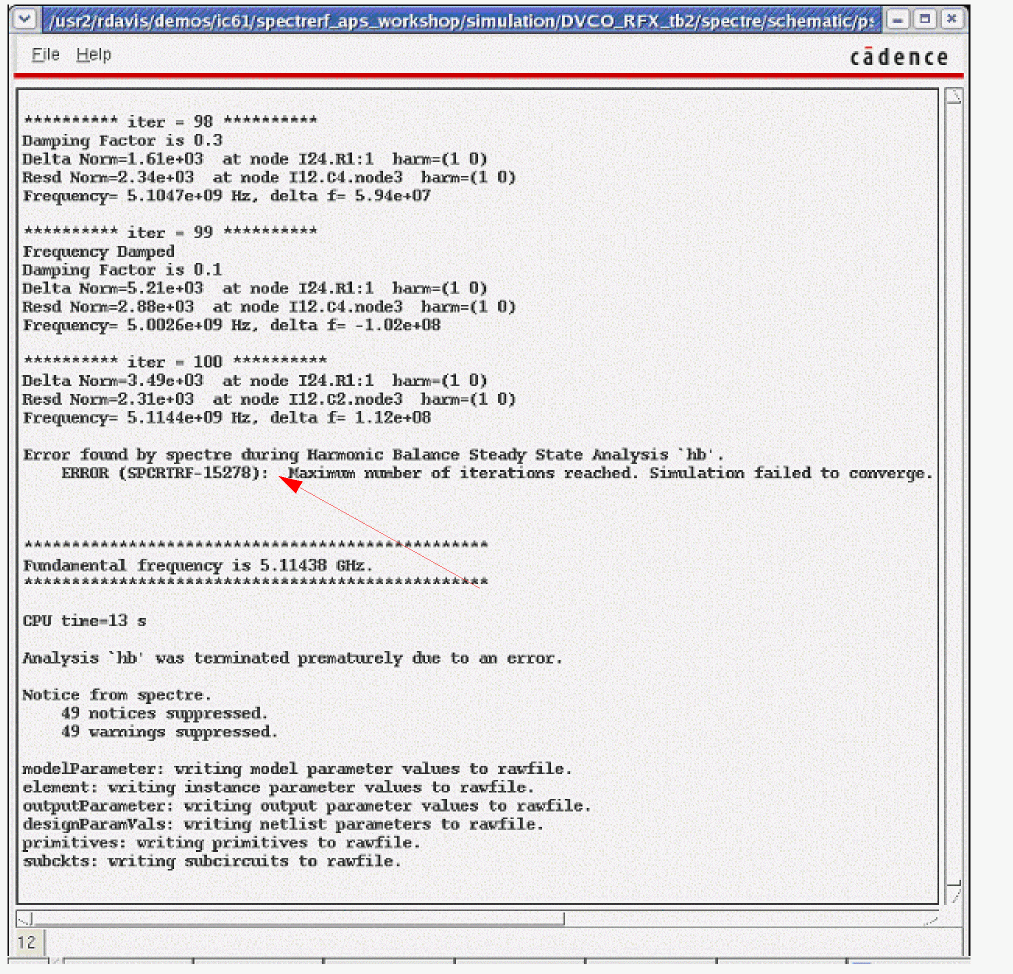 /usr2/rdavis/demos/ic61/spectrerf_aps_workshop/simulation/DVCO_RFX_tb2/spectre/schematic/ps
File Help
cādence
********** iter = 98 **********
Damping Factor is 0.3
Delta Norm=1.61e+03 at node I24.R1:1 harm=(1 0)
Resd Norm=2.34e+03 at node I12.C4.node3 harm=(1 0)
Frequency= 5.1047e+09 Hz, delta f= 5.94e+07
********** iter = 99 **********
Frequency Damped
Damping Factor is 0.1
Delta Norm=5.21e+03 at node I24.R1:1 harm=(1 0)
Resd Norm=2.88e+03 at node I12.C4.node3 harm=(1 0)
Frequency= 5.0026e+09 Hz, delta f= -1.02e+08
********** iter = 100 **********
Delta Norm=3.49e+03 at node I24.R1:1 harm=(1 0)
Resd Norm=2.31e+03 at node I12.C2.node3 harm=(1 0)
Frequency= 5.1144e+09 Hz, delta f= 1.12e+08
Error found by spectre during Harmonic Balance Steady State Analysis `hb'.
ERROR (SPCRTRF-15278): Maximum number of iterations reached. Simulation failed to converge.
*************************************************
Fundamental frequency is 5.11438 GHz.
*************************************************
CPU time=13 s
Analysis `hb' was terminated prematurely due to an error.
Notice from spectre.
49 notices suppressed.
49 warnings suppressed.
modelParameter: writing model parameter values to rawfile.
element: writing instance parameter values to rawfile.
outputParameter: writing output parameter values to rawfile.
designParamVals: writing netlist parameters to rawfile.
primitives: writing primitives to rawfile.
subckts: writing subcircuits to rawfile.
12